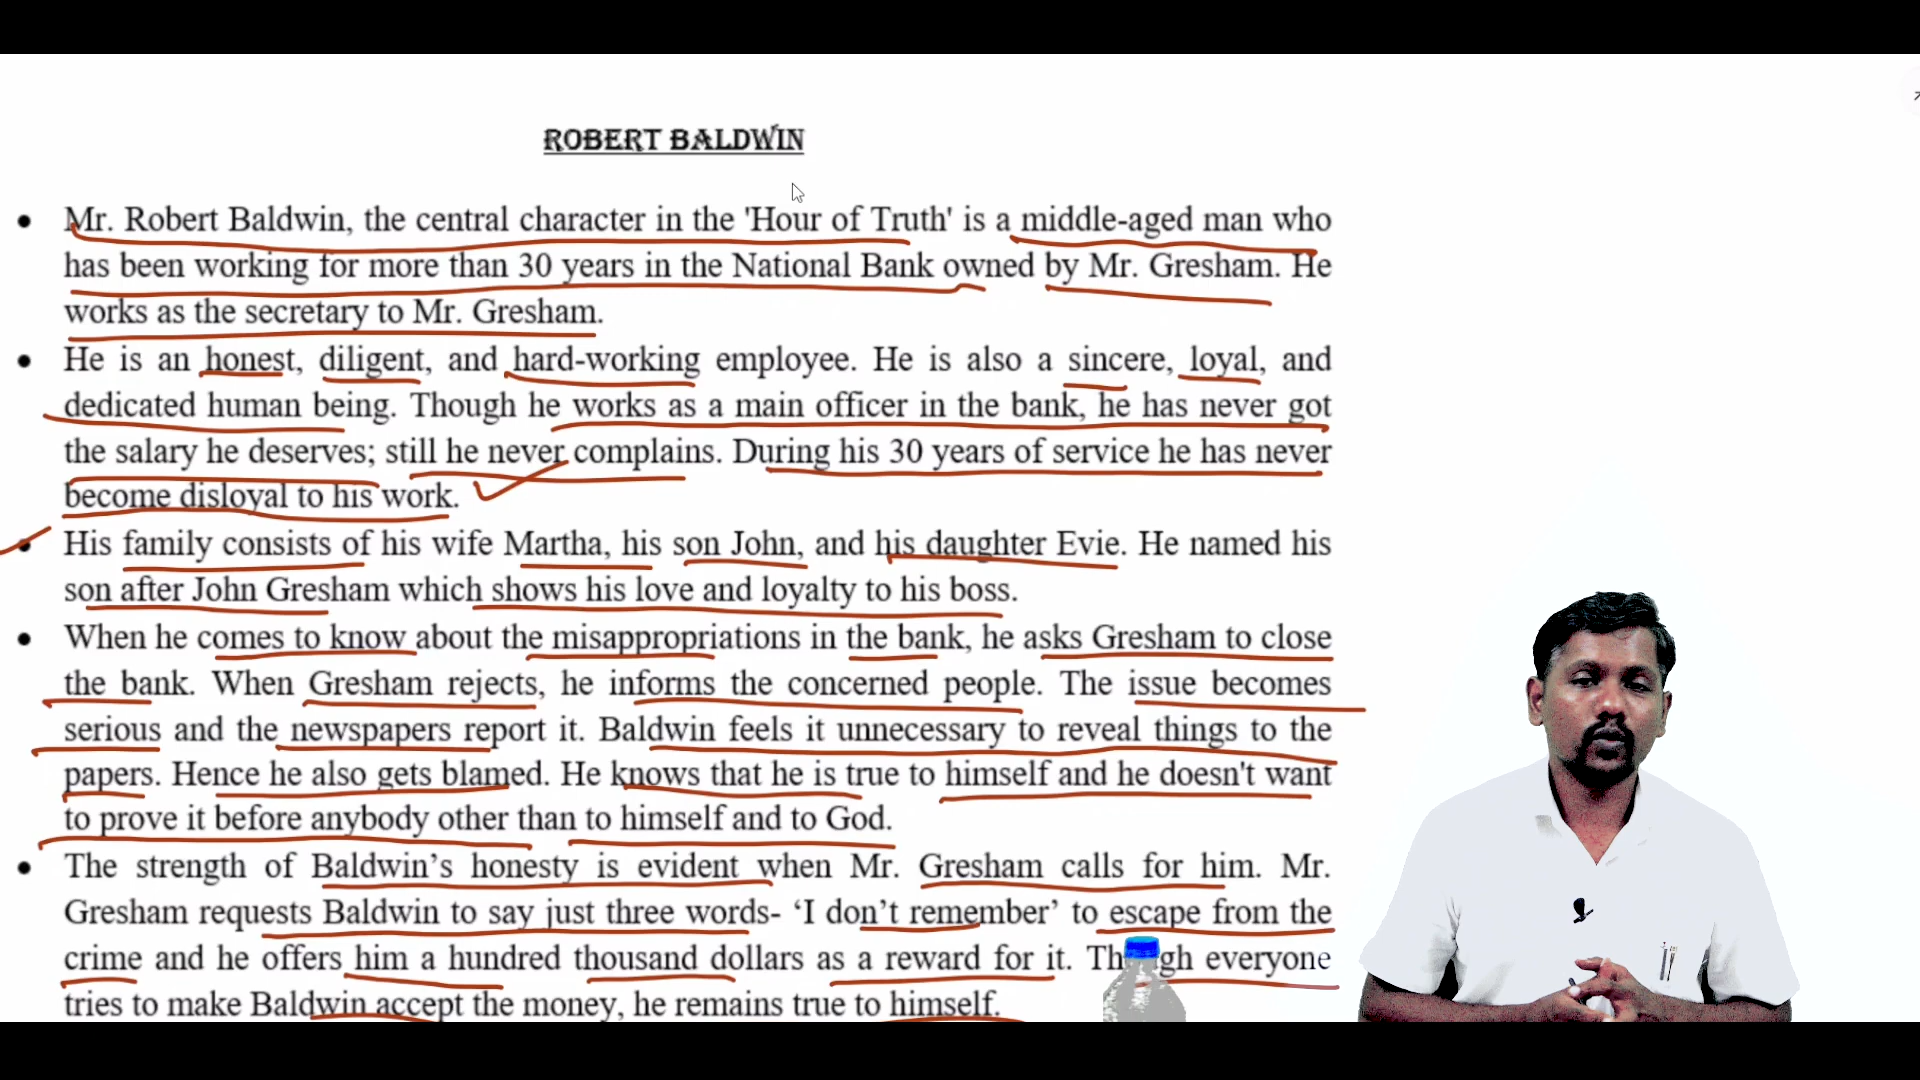 ROBERT BALDWIN
• Mr. Robert Baldwin, the central character in the 'Hour of Truth' is a middle-aged man who
has been working for more than 30 years in the National Bank owned by Mr. Gresham. He
works as the secretary to Mr. Gresham.
• He is an honest, diligent, and hard-working employee. He is also a sincere, loyal, and
dedicated human being. Though he works as a main officer in the bank, he has never got
the salary he deserves; still he never complains. During his 30 years of service he has never
become disloyal to his work.
• His family consists of his wife Martha, his son John, and his daughter Evie. He named his
son after John Gresham which shows his love and loyalty to his boss.
• When he comes to know about the misappropriations in the bank, he asks Gresham to close
the bank. When Gresham rejects, he informs the concerned people. The issue becomes
serious and the newspapers report it. Baldwin feels it unnecessary to reveal things to the
papers. Hence he also gets blamed. He knows that he is true to himself and he doesn't want
to prove it before anybody other than to himself and to God.
• The strength of Baldwin’s honesty is evident when Mr. Gresham calls for him. Mr.
Gresham requests Baldwin to say just three words- ‘I don’t remember’ to escape from the
crime and he offers him a hundred thousand dollars as a reward for it. Th gh everyone
tries to make Baldwin accept the money, he remains true to himself.